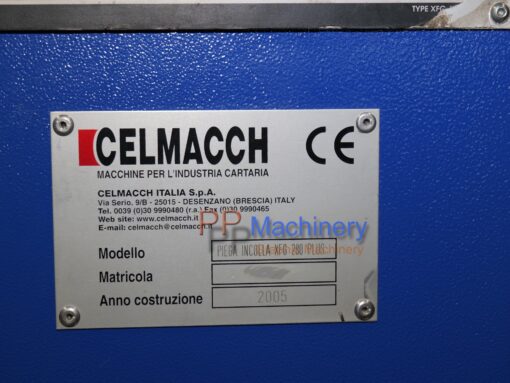 TYPE XFG
CELMACCH
CE
MACCHINE PER L'INDUSTRIA CARTARIA
CELMACCH ITALIA S.p.A.
Via Serio, 9/B - 25015 - DESENZANO (BRESCIA) ITALY
Tel. 0039 (0)30 9990480 (r.a.) Fax (0)30 9990465
Web site: www.celmacch.it
E-mail: celmacch@celmacch.it
PP Machinery
Modello PIEGA INCOLLA XFG 280 PLUS
Matricola
Anno costruzione 2005